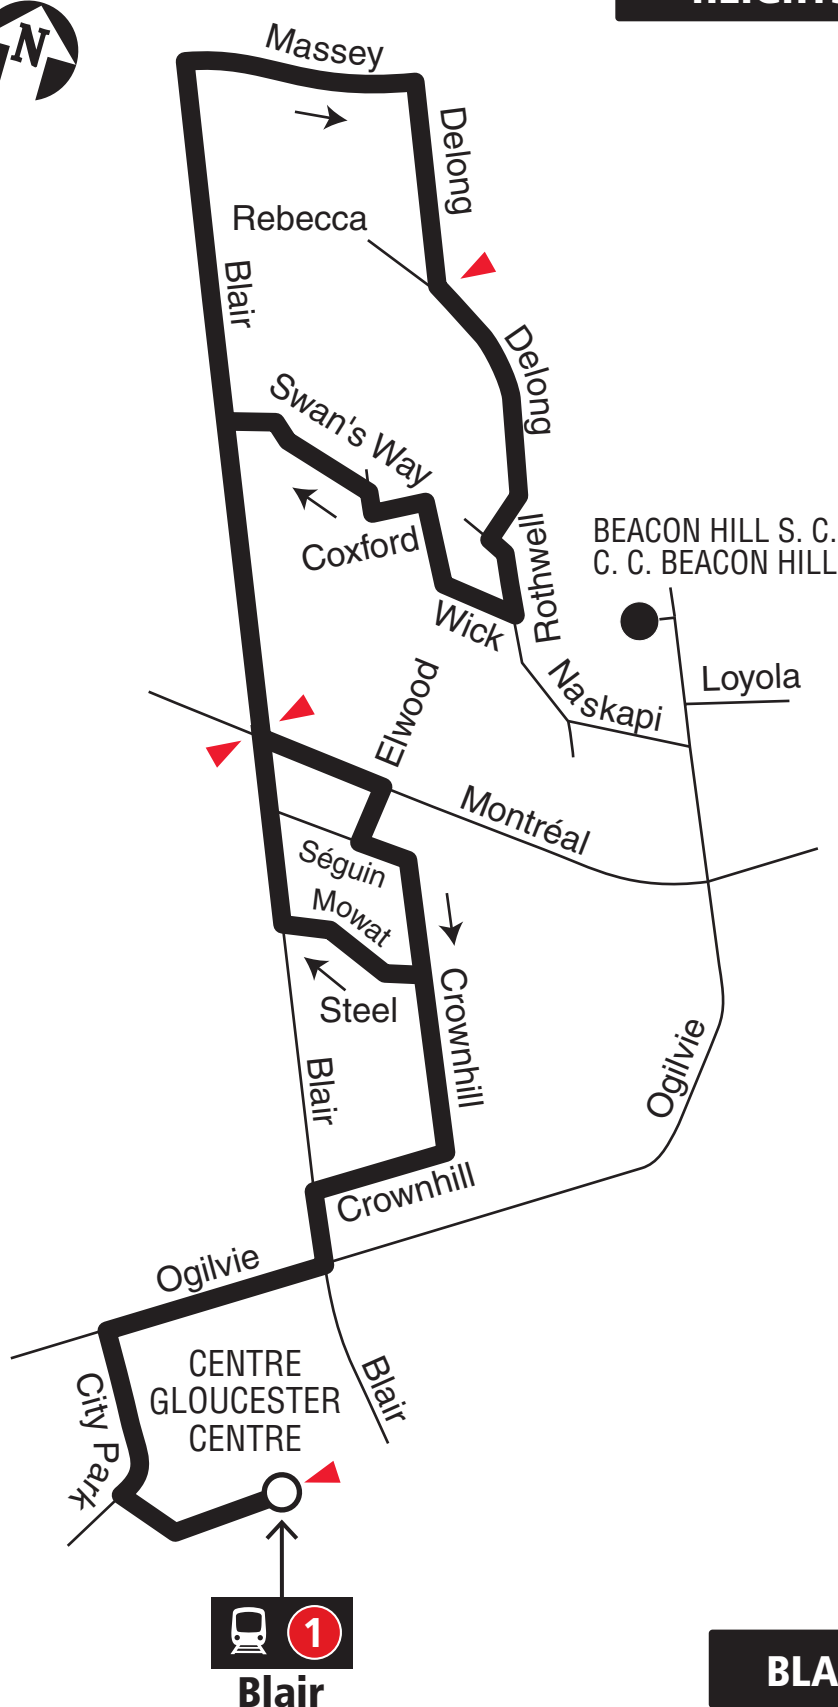 N
Massey
Delong
Rebecca
Blair
Delong
Swan's Way
Coxford
Rothwell
BEACON HILL S. C.
C. C. BEACON HILL
Wick
Naskapi
Loyola
Elwood
Montréal
Séguin
Mowat
Crownhill
Steel
Blair
Ogilvie
Crownhill
Ogilvie
CENTRE
GLOUCESTER
CENTRE
Blair
City Park
1
Blair
BLA